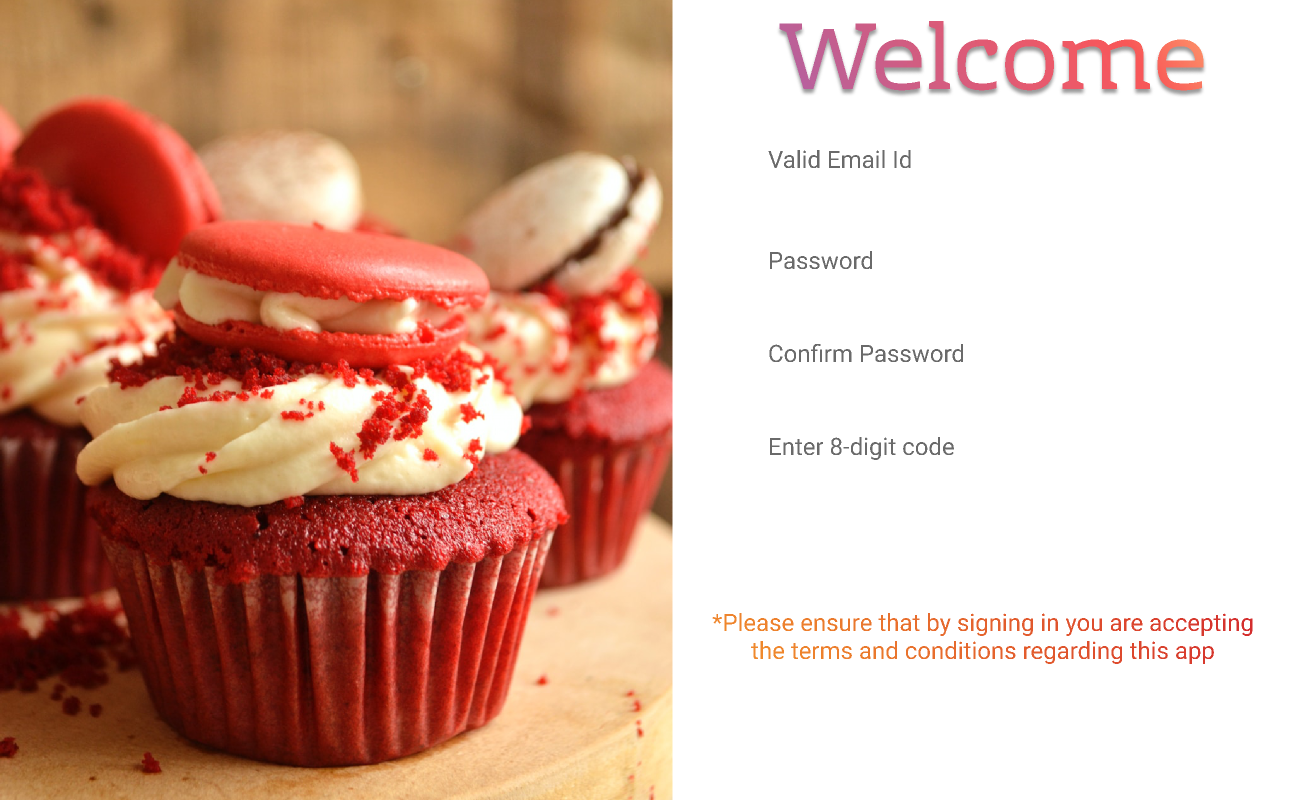 Welcome
Valid Email Id
Password
Confirm Password
Enter 8-digit code
*Please ensure that by signing in you are accepting
the terms and conditions regarding this app